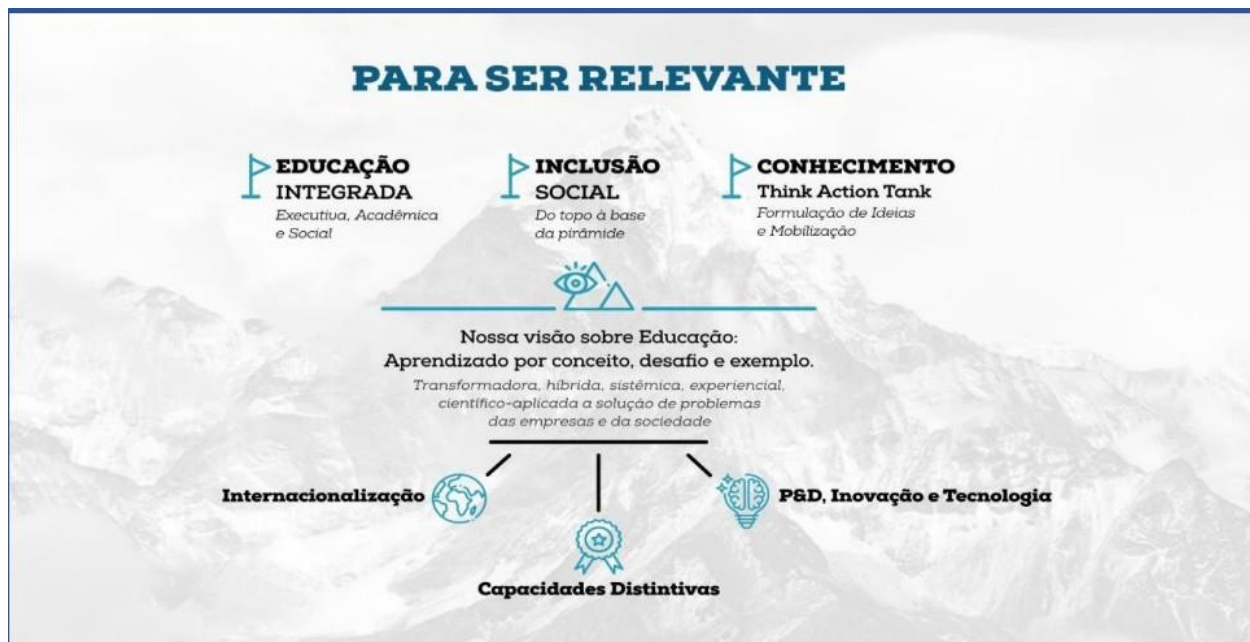 PARA SER RELEVANTE
EDUCAÇÃO
INTEGRADA
Executiva, Acadêmica
e Social
INCLUSÃO
SOCIAL
Do topo à base
da pirâmide
CONHECIMENTO
Think Action Tank
Formulação de Ideias
e Mobilização
Nossa visão sobre Educação:
Aprendizado por conceito, desafio e exemplo.
Transformadora, híbrida, sistêmica, experiencial,
científico-aplicada a solução de problemas
das empresas e da sociedade
Internacionalização
P&D, Inovação e Tecnologia
Capacidades Distintivas